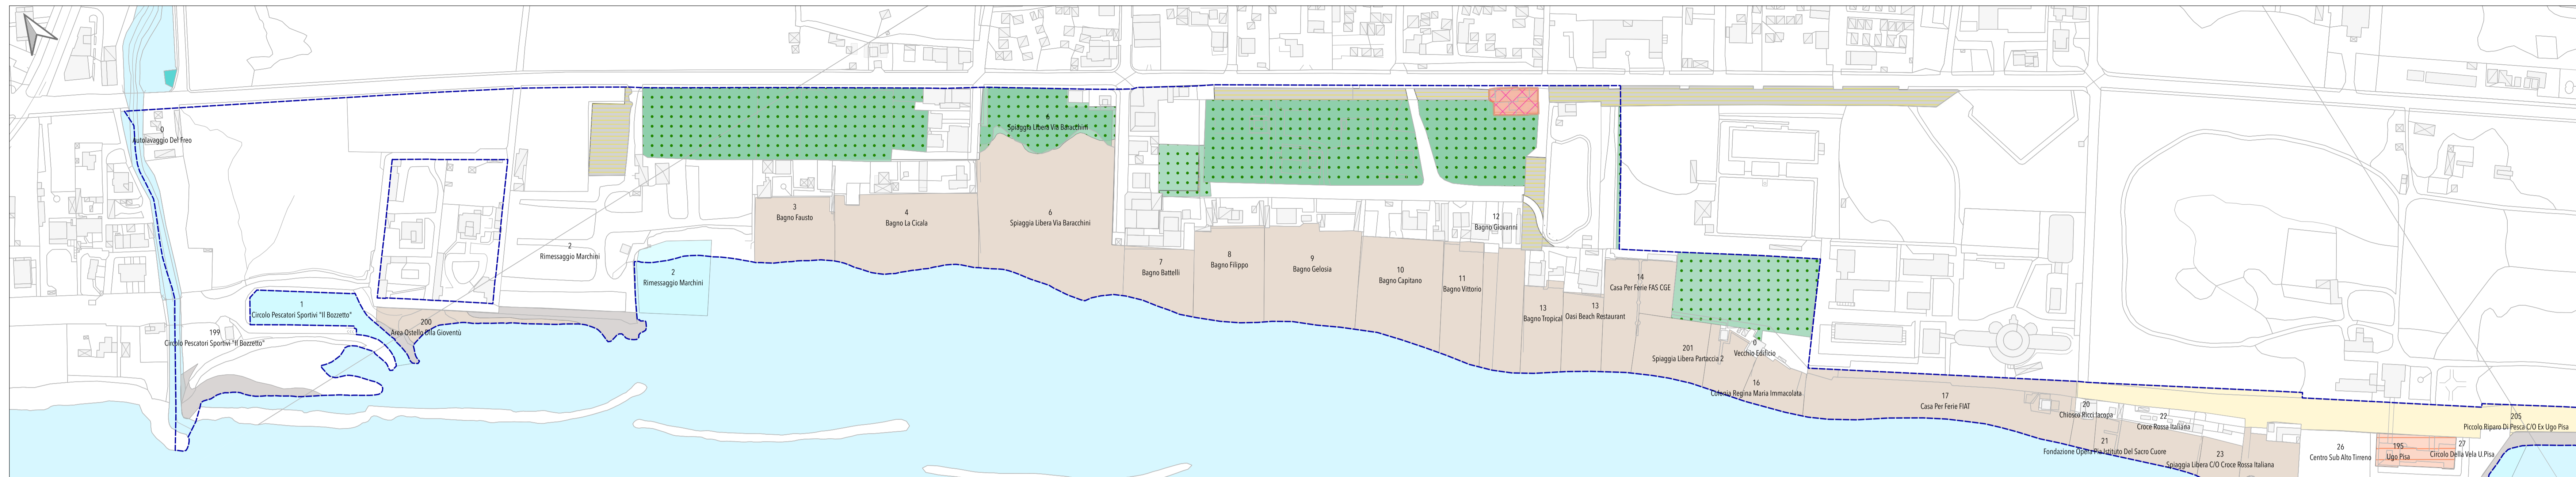 0
Autolavaggio Del Freo
1
Circolo Pescatori Sportivi "Il Bozzetto"
199
Circolo Pescatori Sportivi "Il Bozzetto"
200
Area Ostello Dlla Gioventù
2
Rimessaggio Marchini
2
Rimessaggio Marchini
3
Bagno Fausto
4
Bagno La Cicala
6
Spiaggia Libera Via Baracchini
6
Spiaggia Libera Via Baracchini
7
Bagno Battelli
8
Bagno Filippo
9
Bagno Gelosia
10
Bagno Capitano
11
Bagno Vittorio
12
Bagno Giovanni
13
Bagno Tropical
13
Oasi Beach Restaurant
14
Casa Per Ferie FAS CGE
201
Spiaggia Libera Partaccia 2
0
Vecchio Edificio
16
Colonia Regina Maria Immacolata
17
Casa Per Ferie FIAT
20
Chiosco Ricci Iacopa
21
Fondazione Opera Pia Istituto Del Sacro Cuore
22
Croce Rossa Italiana
23
Spiaggia Libera C/O Croce Rossa Italiana
26
Centro Sub Alto Tirreno
195
Ugo Pisa
27
Circolo Della Vela U.Pisa
205
Piccolo Riparo Di Pesca C/O Ex Ugo Pisa